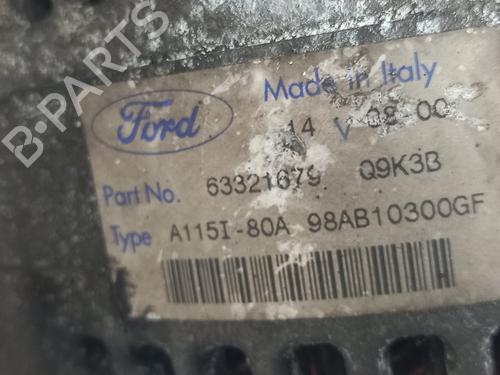 B-PARTS
Made in Italy
Ford
14 V 08 00
Part No. 63321679 Q9K3B
Type A115I-80A 98AB10300GF